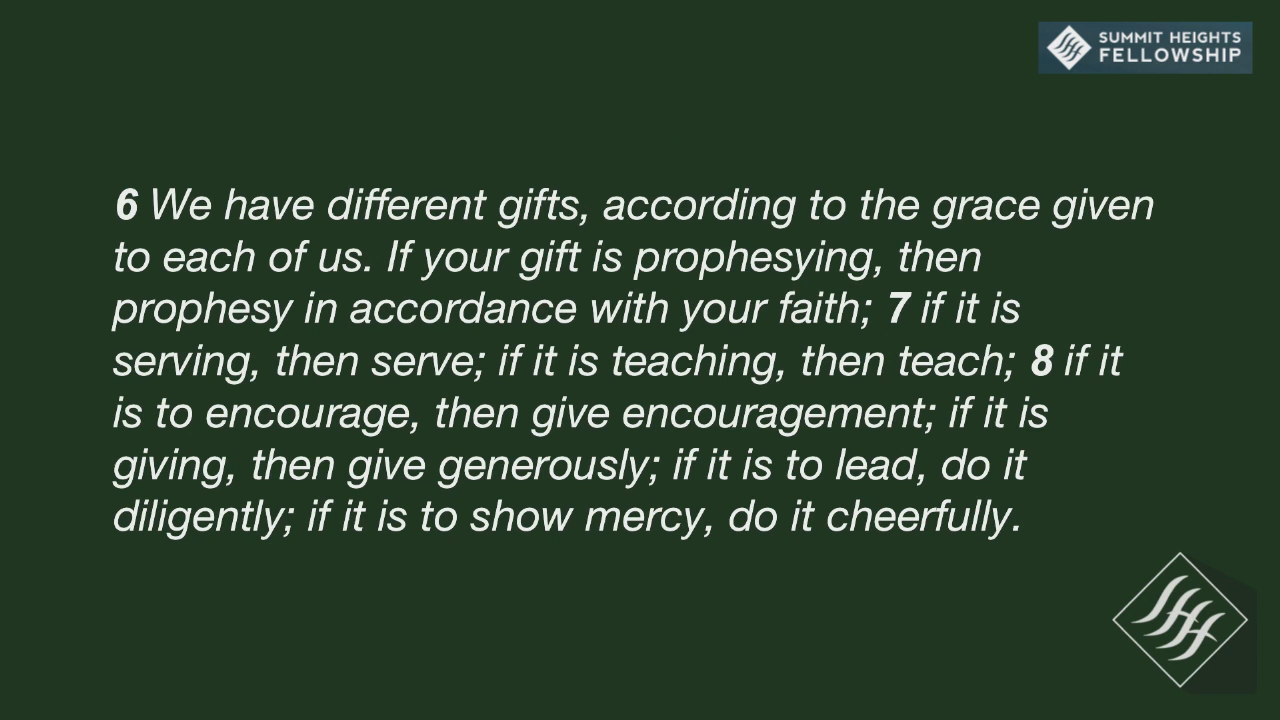 SUMMIT HEIGHTS
FELLOWSHIP
6 We have different gifts, according to the grace given
to each of us. If your gift is prophesying, then
prophesy in accordance with your faith; 7 if it is
serving, then serve; if it is teaching, then teach; 8 if it
is to encourage, then give encouragement; if it is
giving, then give generously; if it is to lead, do it
diligently; if it is to show mercy, do it cheerfully.